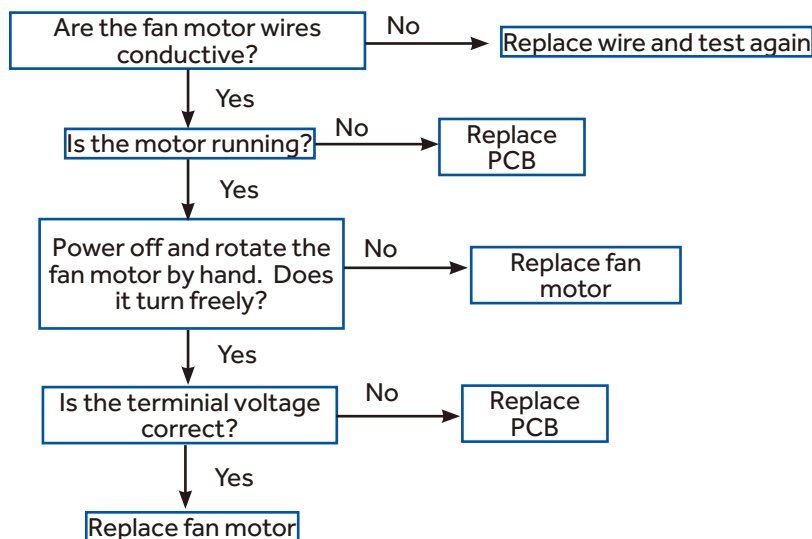 Are the fan motor wires
conductive?
No
Replace wire and test again
Yes
Is the motor running?
No
Replace
PCB
Yes
Power off and rotate the
fan motor by hand.  Does
it turn freely?
No
Replace fan
motor
Yes
Is the terminial voltage
correct?
No
Replace
PCB
Yes
Replace fan motor